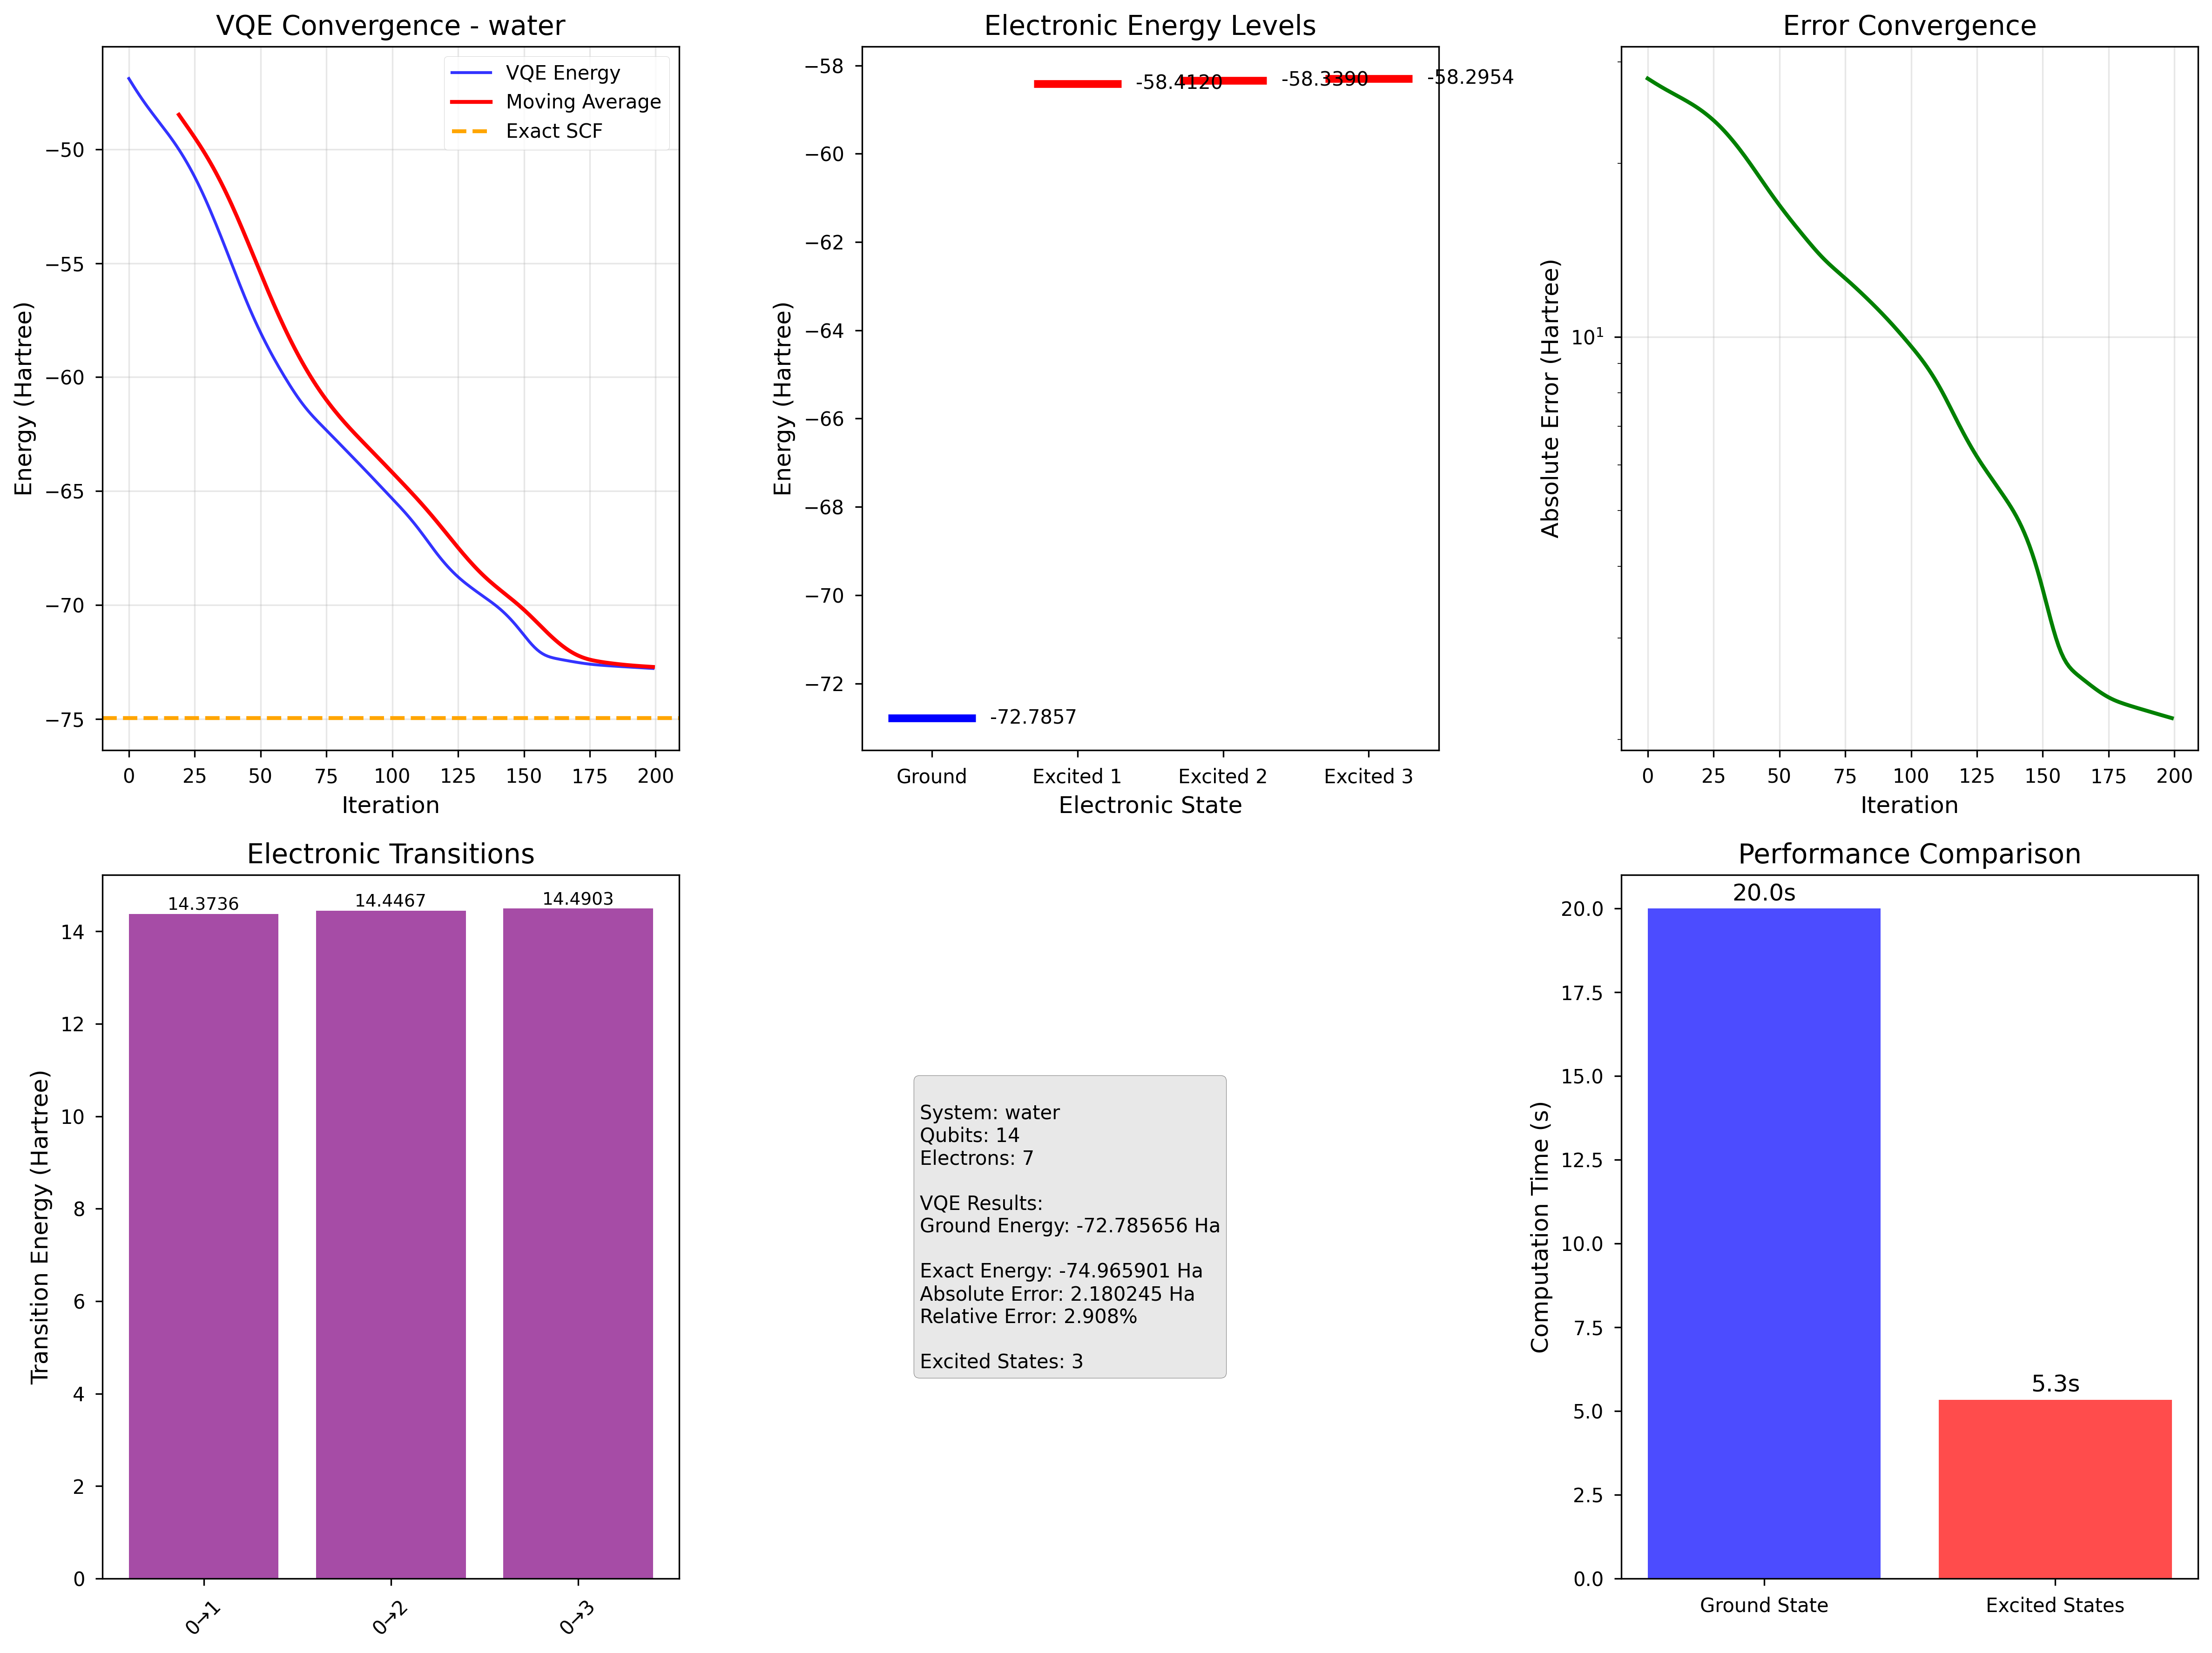 VQE Convergence - water
VQE Energy
Moving Average
Exact SCF
Energy (Hartree)
−50
−55
−60
−65
−70
−75
0 25 50 75 100 125 150 175 200
Iteration
Electronic Energy Levels
Energy (Hartree)
−58
−60
−62
−64
−66
−68
−70
−72
-58.4120
-58.3390
-58.2954
-72.7857
Ground Excited 1 Excited 2 Excited 3
Electronic State
Error Convergence
Absolute Error (Hartree)
10¹
0 25 50 75 100 125 150 175 200
Iteration
Electronic Transitions
Transition Energy (Hartree)
14
12
10
8
6
4
2
0
14.3736
14.4467
14.4903
0→1 0→2 0→3
System: water
Qubits: 14
Electrons: 7
VQE Results:
Ground Energy: -72.785656 Ha
Exact Energy: -74.965901 Ha
Absolute Error: 2.180245 Ha
Relative Error: 2.908%
Excited States: 3
Performance Comparison
Computation Time (s)
20.0
17.5
15.0
12.5
10.0
7.5
5.0
2.5
0.0
20.0s
5.3s
Ground State Excited States